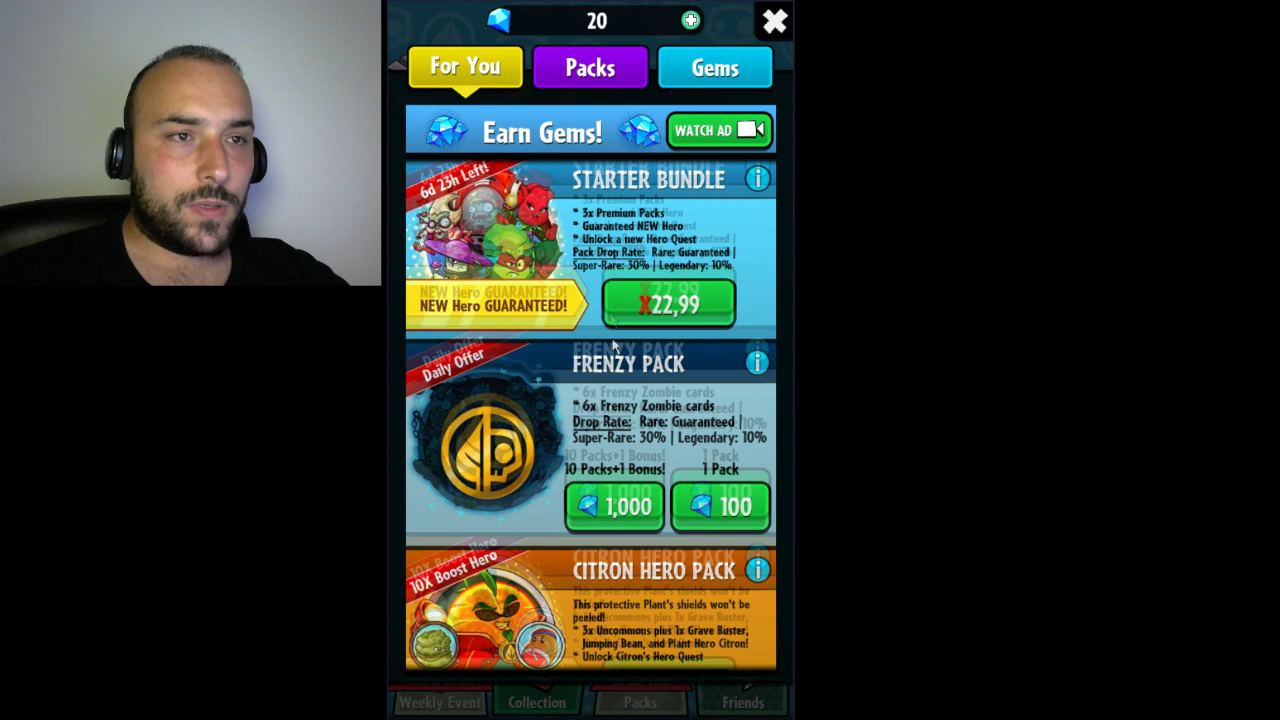 20
For You
Packs
Gems
Earn Gems!
WATCH AD
6d 23h Left!
STARTER BUNDLE
* 3x Premium Packs
* Guaranteed NEW Hero
* Unlock a new Hero Quest
Pack Drop Rate: Rare: Guaranteed |
Super-Rare: 30% | Legendary: 10%
NEW Hero GUARANTEED!
X22,99
Daily Offer
FRENZY PACK
* 6x Frenzy Zombie cards
Drop Rate: Rare: Guaranteed |
Super-Rare: 30% | Legendary: 10%
10 Packs+1 Bonus!
1 Pack
1,000
100
10X Boost Hero
CITRON HERO PACK
This protective Plant's shields won't be
peeled!
* 3x Uncommons plus 1x Grave Buster,
Jumping Bean, and Plant Hero Citron!
* Unlock Citron's Hero Quest
Weekly Event
Collection
Packs
Friends